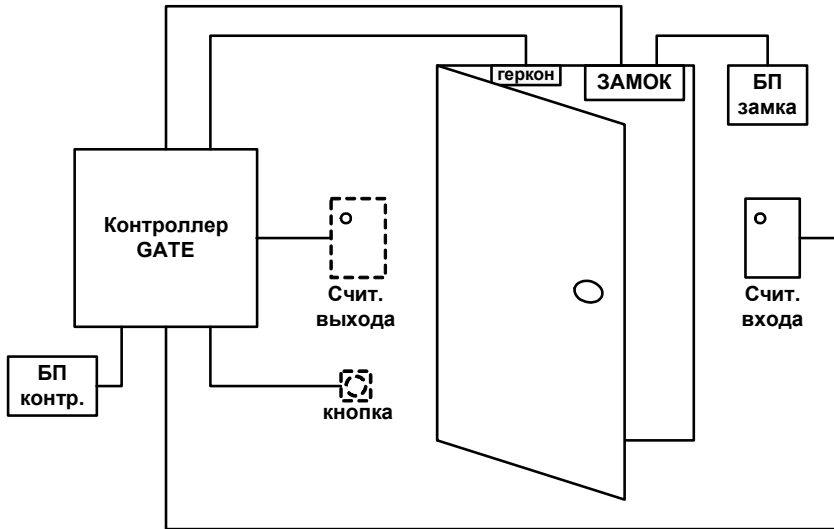 геркон
ЗАМОК
БП
замка
Контроллер
GATE
Счит.
выхода
Счит.
входа
БП
контр.
кнопка